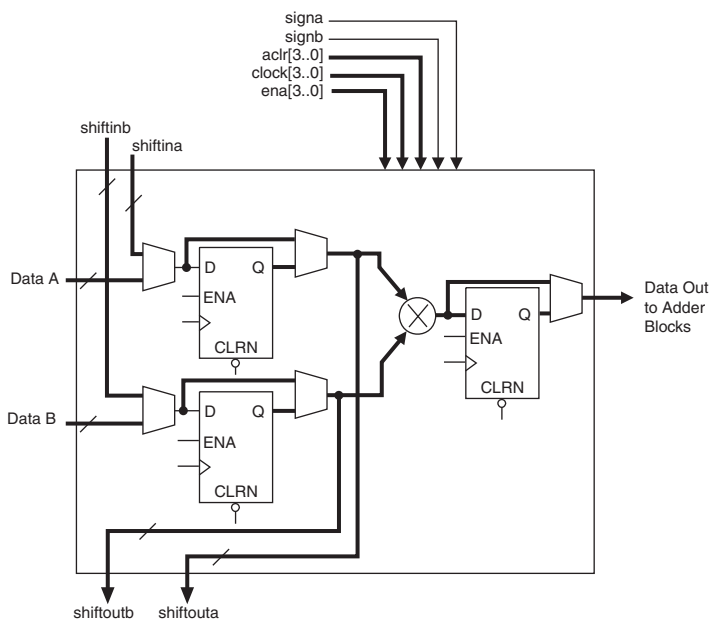 signa
signb
aclr[3..0]
clock[3..0]
ena[3..0]
shiftinb
shiftina
Data A
D
Q
ENA
CLRN
Data B
D
Q
ENA
CLRN
D
Q
ENA
CLRN
Data Out
to Adder
Blocks
shiftoutb
shiftouta